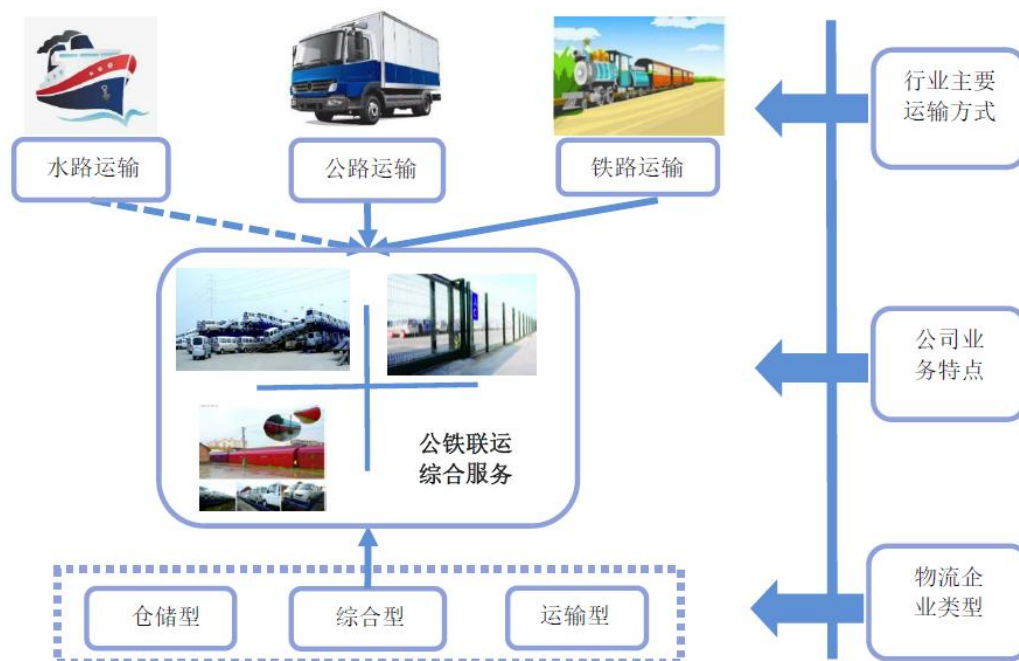 水路运输
公路运输
铁路运输
行业主要
运输方式
公司业
务特点
公铁联运
综合服务
仓储型
综合型
运输型
物流企
业类型